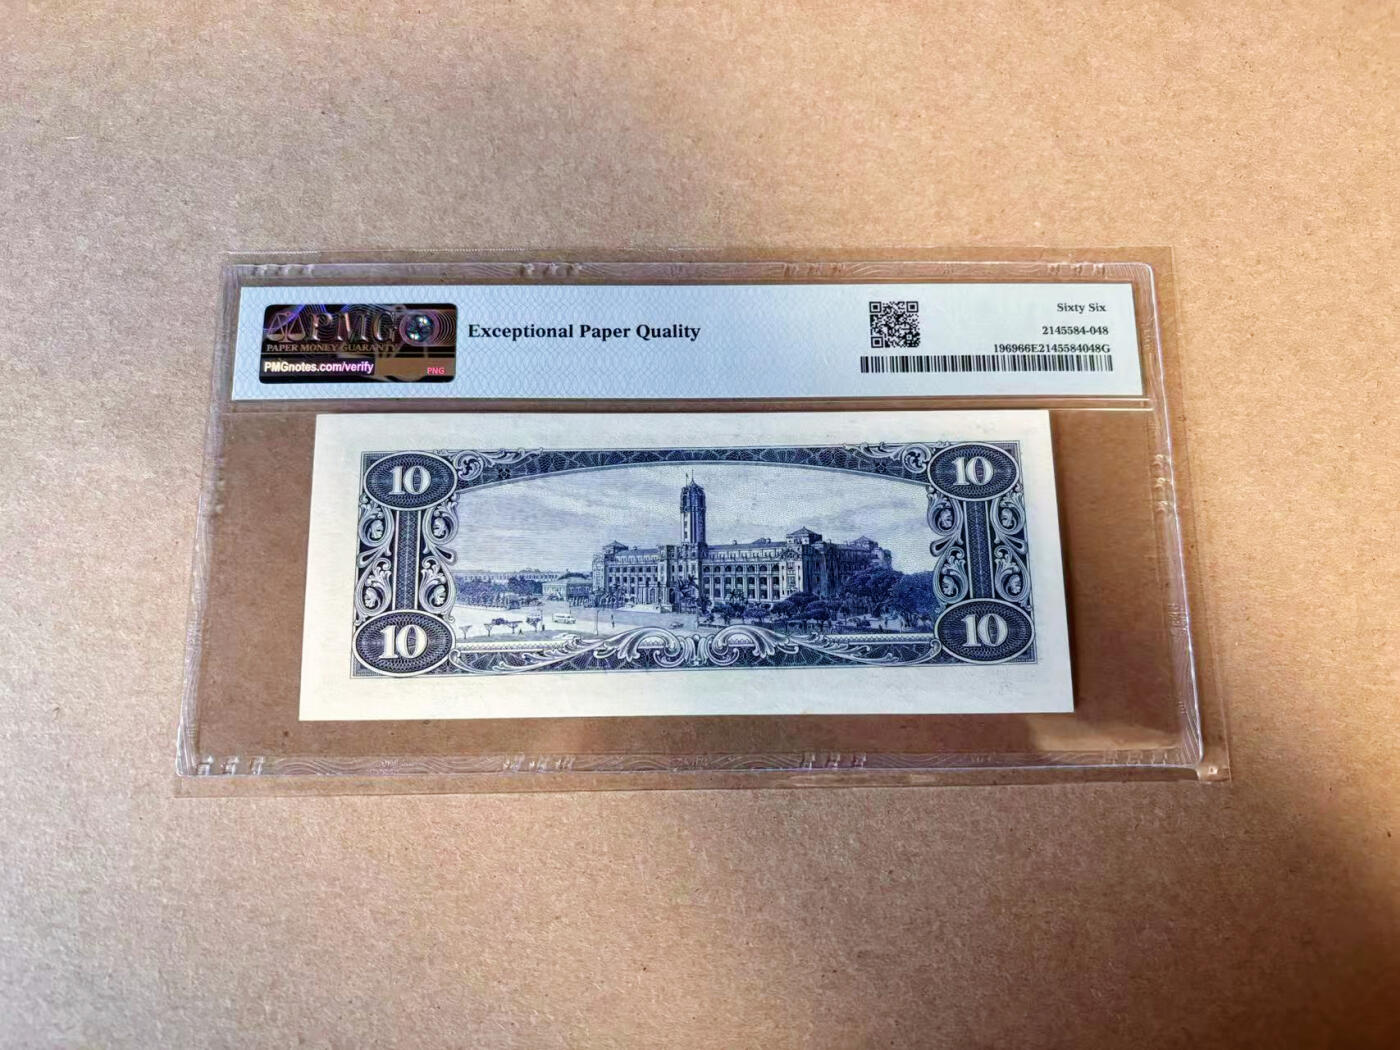 PMG
PAPER MONEY GUARANTY
PMGnotes.com/verify
PNG
Exceptional Paper Quality
Sixty Six
2145584-048
196966E2145584048G
10
10
10
10